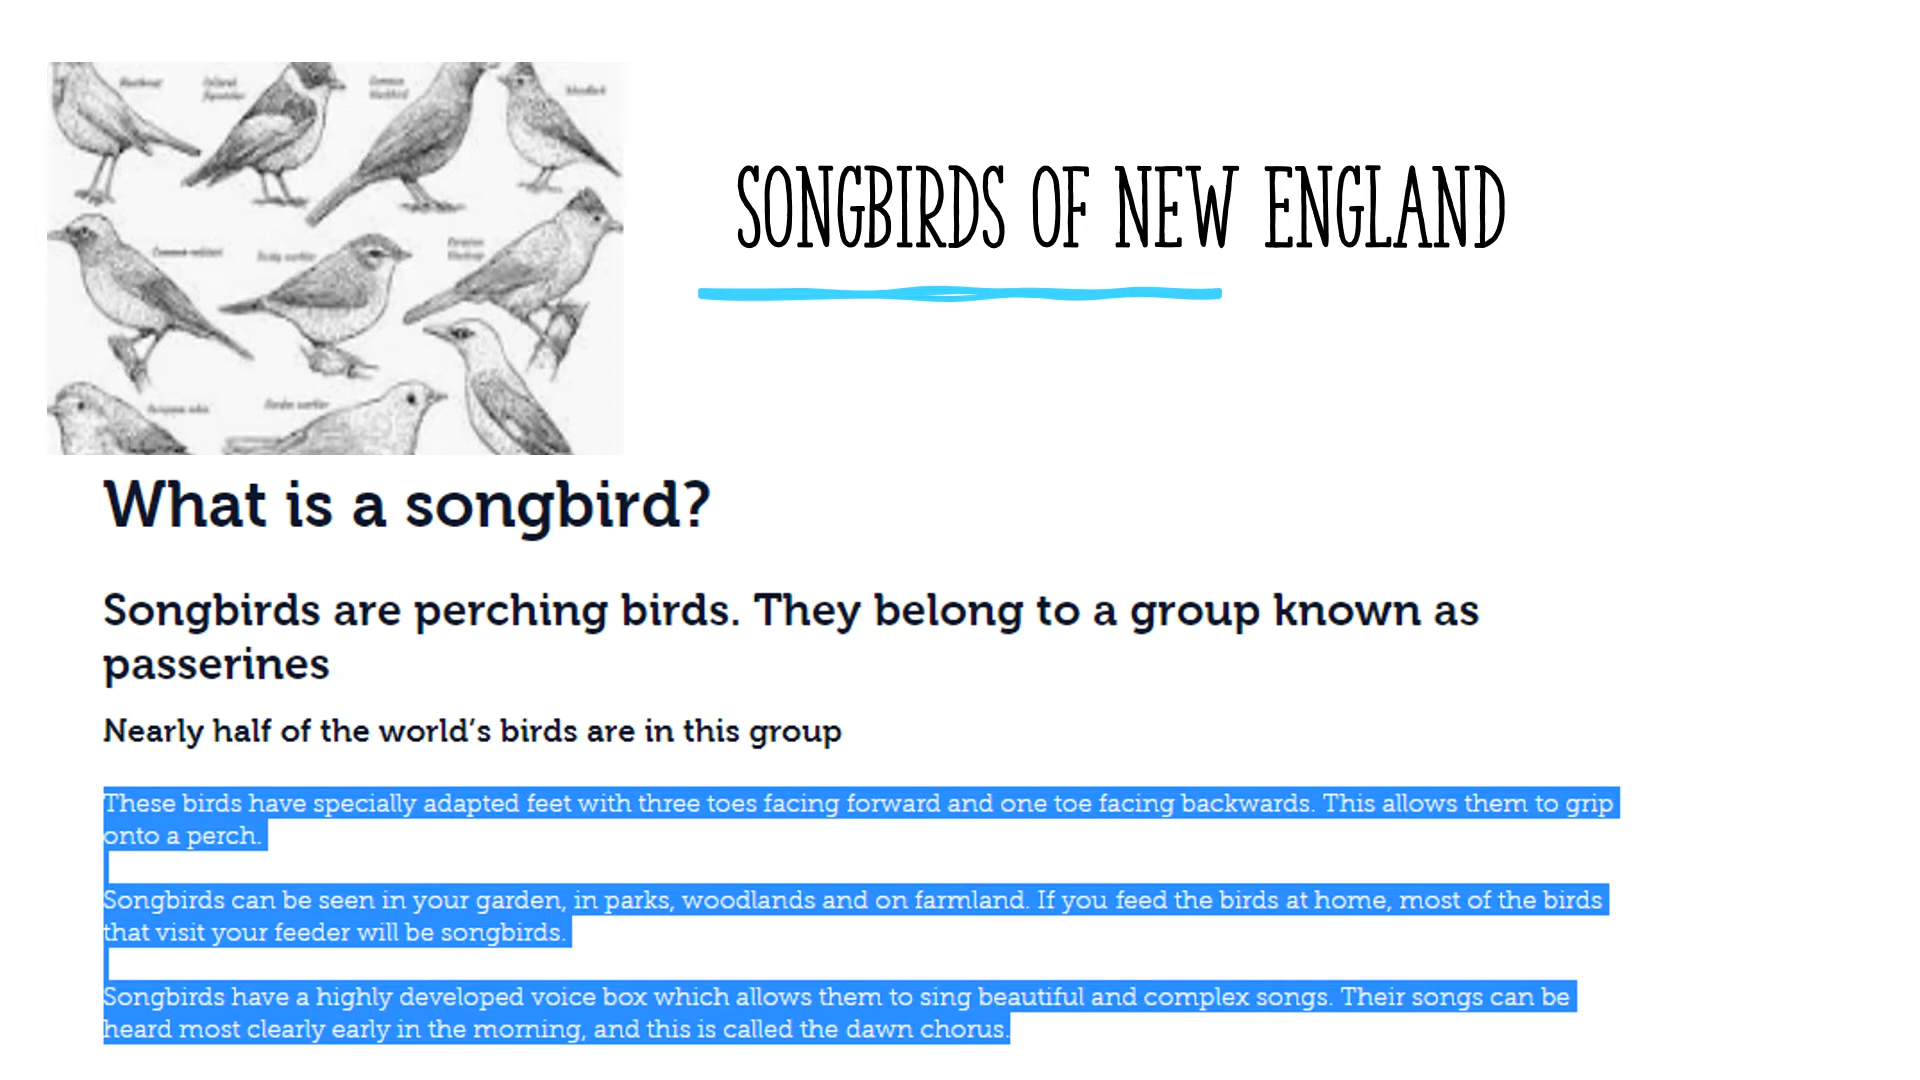 SONGBIRDS OF NEW ENGLAND
What is a songbird?
Songbirds are perching birds. They belong to a group known as
passerines
Nearly half of the world's birds are in this group
These birds have specially adapted feet with three toes facing forward and one toe facing backwards. This allows them to grip
onto a perch.
Songbirds can be seen in your garden, in parks, woodlands and on farmland. If you feed the birds at home, most of the birds
that visit your feeder will be songbirds.
Songbirds have a highly developed voice box which allows them to sing beautiful and complex songs. Their songs can be
heard most clearly early in the morning, and this is called the dawn chorus.